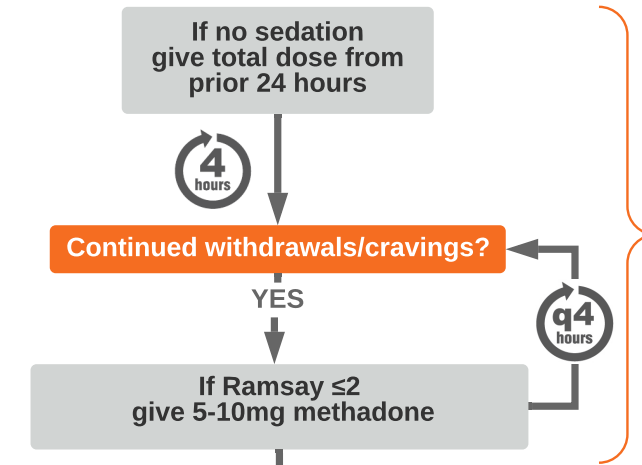 If no sedation
give total dose from
prior 24 hours
4
hours
Continued withdrawals/cravings?
YES
q4
hours
If Ramsay ≤2
give 5-10mg methadone